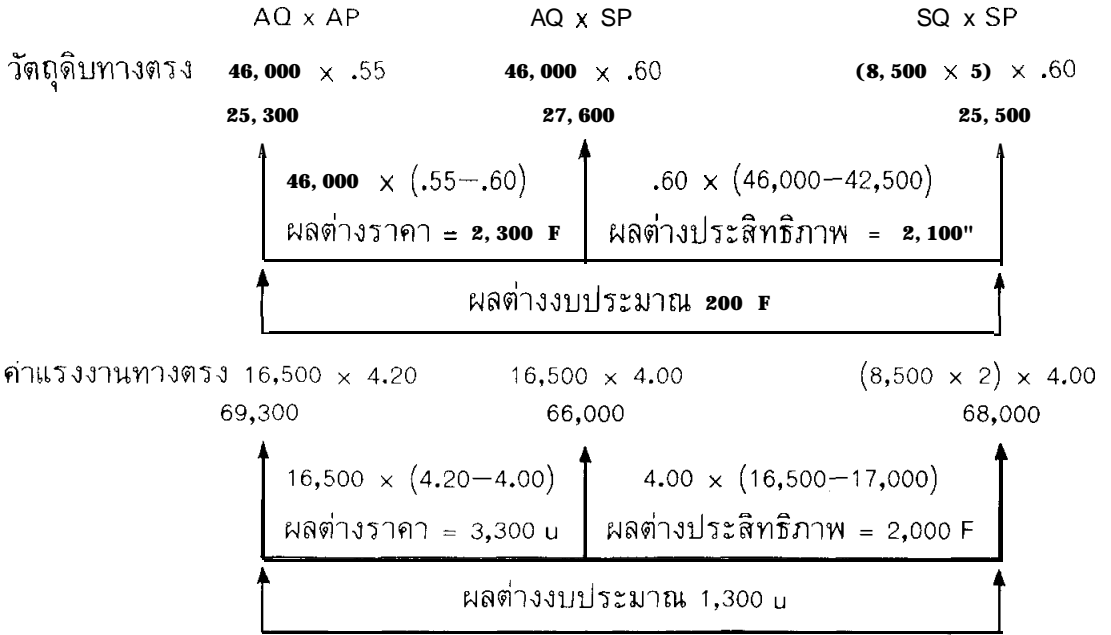 AQ x AP AQ x SP SQ x SP
วัตถุดิบทางตรง 46,000 × .55 46,000 × .60 (8,500 × 5) × .60
25,300 27,600 25,500
46,000 × (.55—.60) .60 × (46,000—42,500)
ผลต่างราคา = 2,300 F ผลต่างประสิทธิภาพ = 2,100"
ผลต่างงบประมาณ 200 F
ค่าแรงงานทางตรง 16,500 × 4.20 16,500 × 4.00 (8,500 × 2) × 4.00
69,300 66,000 68,000
16,500 × (4.20—4.00) 4.00 × (16,500—17,000)
ผลต่างราคา = 3,300 u ผลต่างประสิทธิภาพ = 2,000 F
ผลต่างงบประมาณ 1,300 u